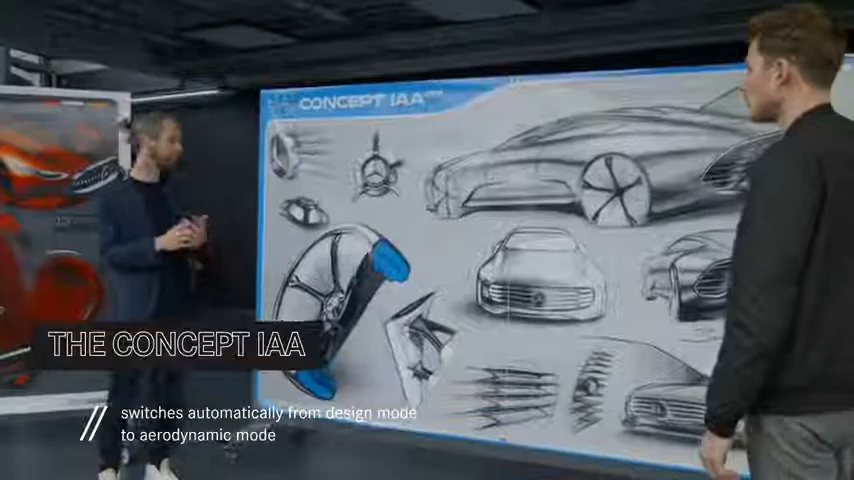 CONCEPT IAA
THE CONCEPT IAA
switches automatically from design mode
to aerodynamic mode